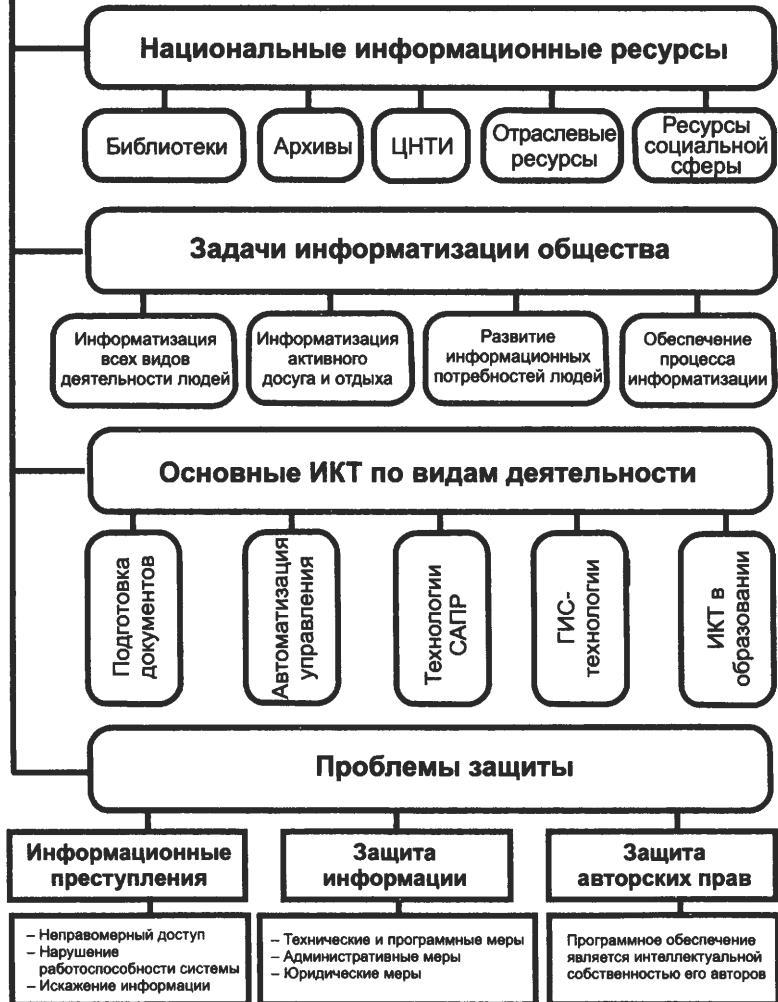 Национальные информационные ресурсы
Библиотеки
Архивы
ЦНТИ
Отраслевые
ресурсы
Ресурсы
социальной
сферы
Задачи информатизации общества
Информатизация
всех видов
деятельности людей
Информатизация
активного
досуга и отдыха
Развитие
информационных
потребностей людей
Обеспечение
процесса
информатизации
Основные ИКТ по видам деятельности
Подготовка
документов
Автоматизация
управления
Технологии
САПР
ГИС-
технологии
ИКТ в
образовании
Проблемы защиты
Информационные
преступления
Защита
информации
Защита
авторских прав
– Неправомерный доступ
– Нарушение
работоспособности системы
– Искажение информации
– Технические и программные меры
– Административные меры
– Юридические меры
Программное обеспечение
является интеллектуальной
собственностью его авторов